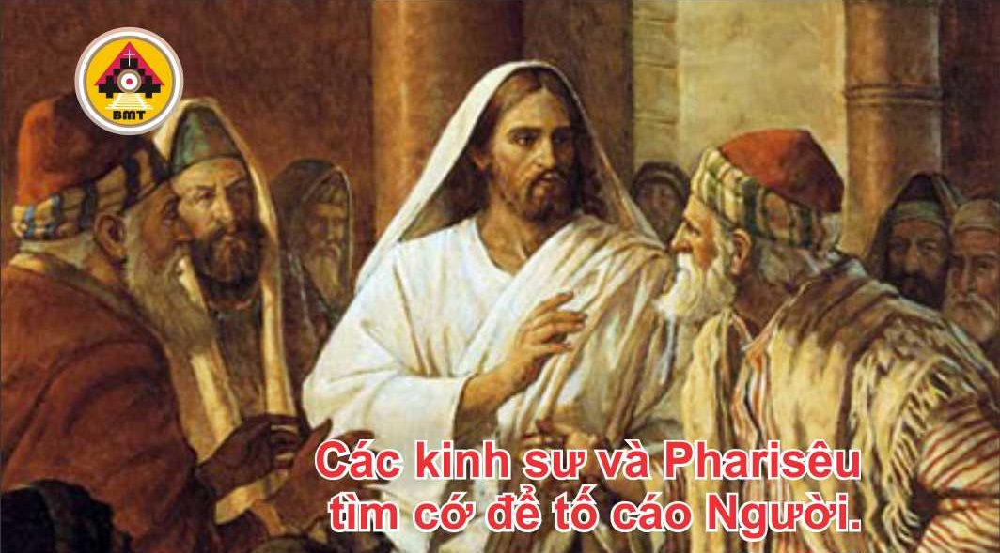 BMT
Các kinh sư và Pharisêu
tìm cớ để tố cáo Người.